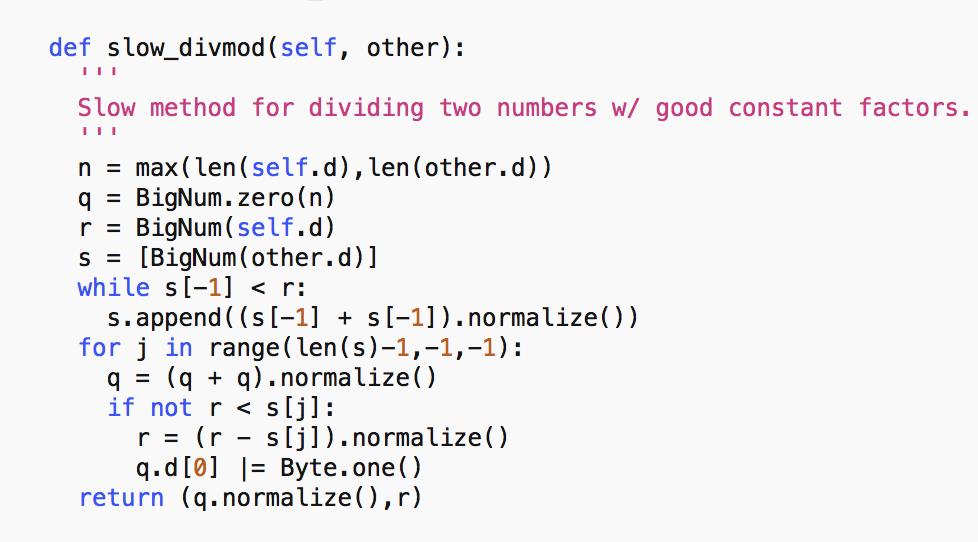 def slow_divmod(self, other):
'''
Slow method for dividing two numbers w/ good constant factors.
'''
n = max(len(self.d),len(other.d))
q = BigNum.zero(n)
r = BigNum(self.d)
s = [BigNum(other.d)]
while s[-1] < r:
s.append((s[-1] + s[-1]).normalize())
for j in range(len(s)-1,-1,-1):
q = (q + q).normalize()
if not r < s[j]:
r = (r - s[j]).normalize()
q.d[0] |= Byte.one()
return (q.normalize(),r)